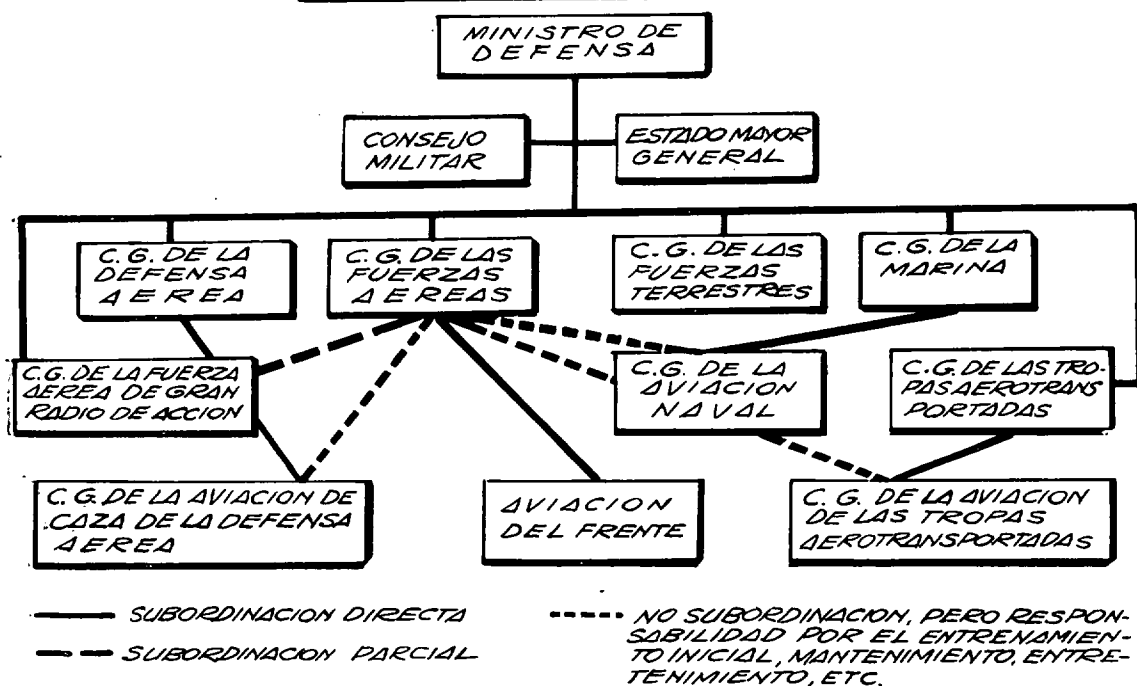 MINISTRO DE
DEFENSA
CONSEJO
MILITAR
ESTADO MAYOR
GENERAL
C.G. DE LA
DEFENSA
AEREA
C.G. DE LAS
FUERZAS
AEREAS
C.G. DE LAS
FUERZAS
TERRESTRES
C.G. DE LA
MARINA
C.G. DE LA FUERZA
AEREA DE GRAN
RADIO DE ACCION
C.G. DE LA
AVIACION
NAVAL
C.G. DE LAS TRO-
PAS AEROTRANS
PORTADAS
C.G. DE LA AVIACION DE
CAZA DE LA DEFENSA
AEREA
AVIACION
DEL FRENTE
C.G. DE LA AVIACION
DE LAS TROPAS
AEROTRANSPORTADAS
SUBORDINACION DIRECTA
SUBORDINACION PARCIAL
NO SUBORDINACION, PERO RESPON-
SABILIDAD POR EL ENTRENAMIEN-
TO INICIAL, MANTENIMIENTO, ENTRE-
TENIMIENTO, ETC.